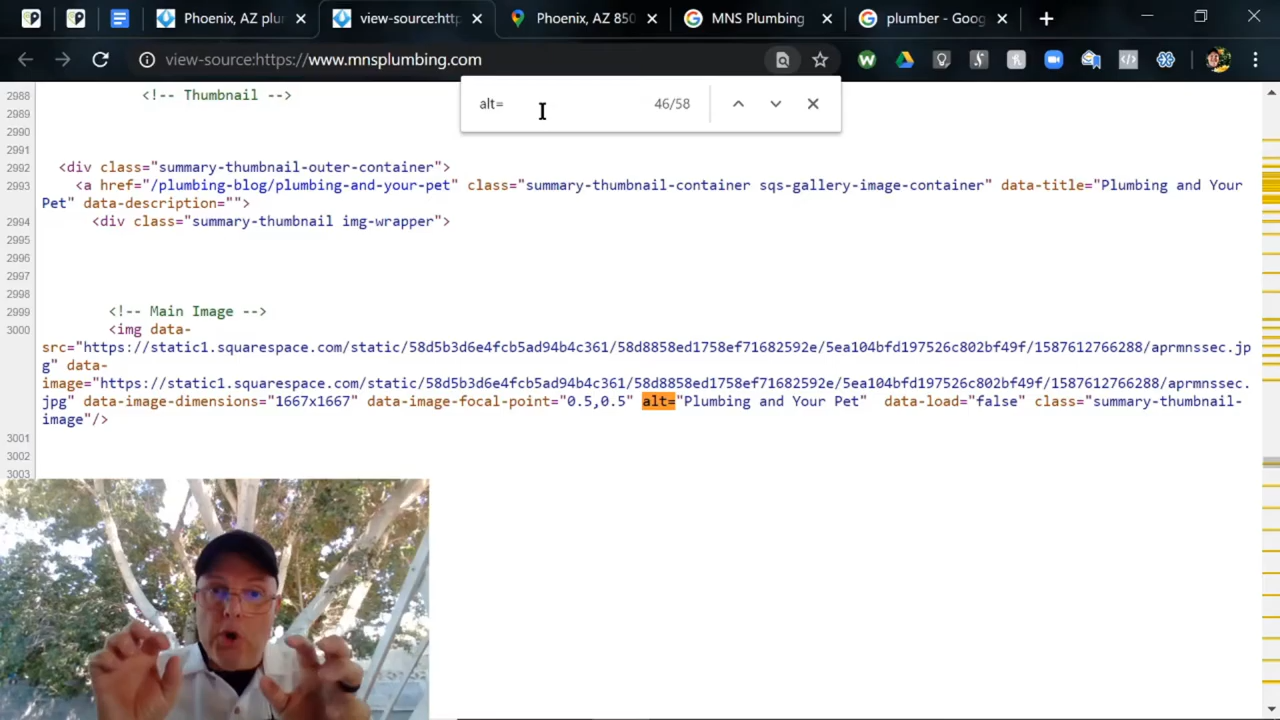 Phoenix, AZ plu
view-source:http
Phoenix, AZ 850
MNS Plumbing
plumber - Goog
view-source:https://www.mnsplumbing.com
alt=
46/58
2988 <!-- Thumbnail -->
2989
2990
2991
2992 <div class="summary-thumbnail-outer-container">
2993 <a href="/plumbing-blog/plumbing-and-your-pet" class="summary-thumbnail-container sqs-gallery-image-container" data-title="Plumbing and Your
Pet" data-description="">
2994 <div class="summary-thumbnail img-wrapper">
2995
2996
2997
2998
2999 <!-- Main Image -->
3000 <img data-
src="https://static1.squarespace.com/static/58d5b3d6e4fcb5ad94b4c361/58d8858ed1758ef71682592e/5ea104bfd197526c802bf49f/1587612766288/aprmnssec.jp
g" data-
image="https://static1.squarespace.com/static/58d5b3d6e4fcb5ad94b4c361/58d8858ed1758ef71682592e/5ea104bfd197526c802bf49f/1587612766288/aprmnssec.
jpg" data-image-dimensions="1667x1667" data-image-focal-point="0.5,0.5" alt="Plumbing and Your Pet" data-load="false" class="summary-thumbnail-
image"/>
3001
3002
3003